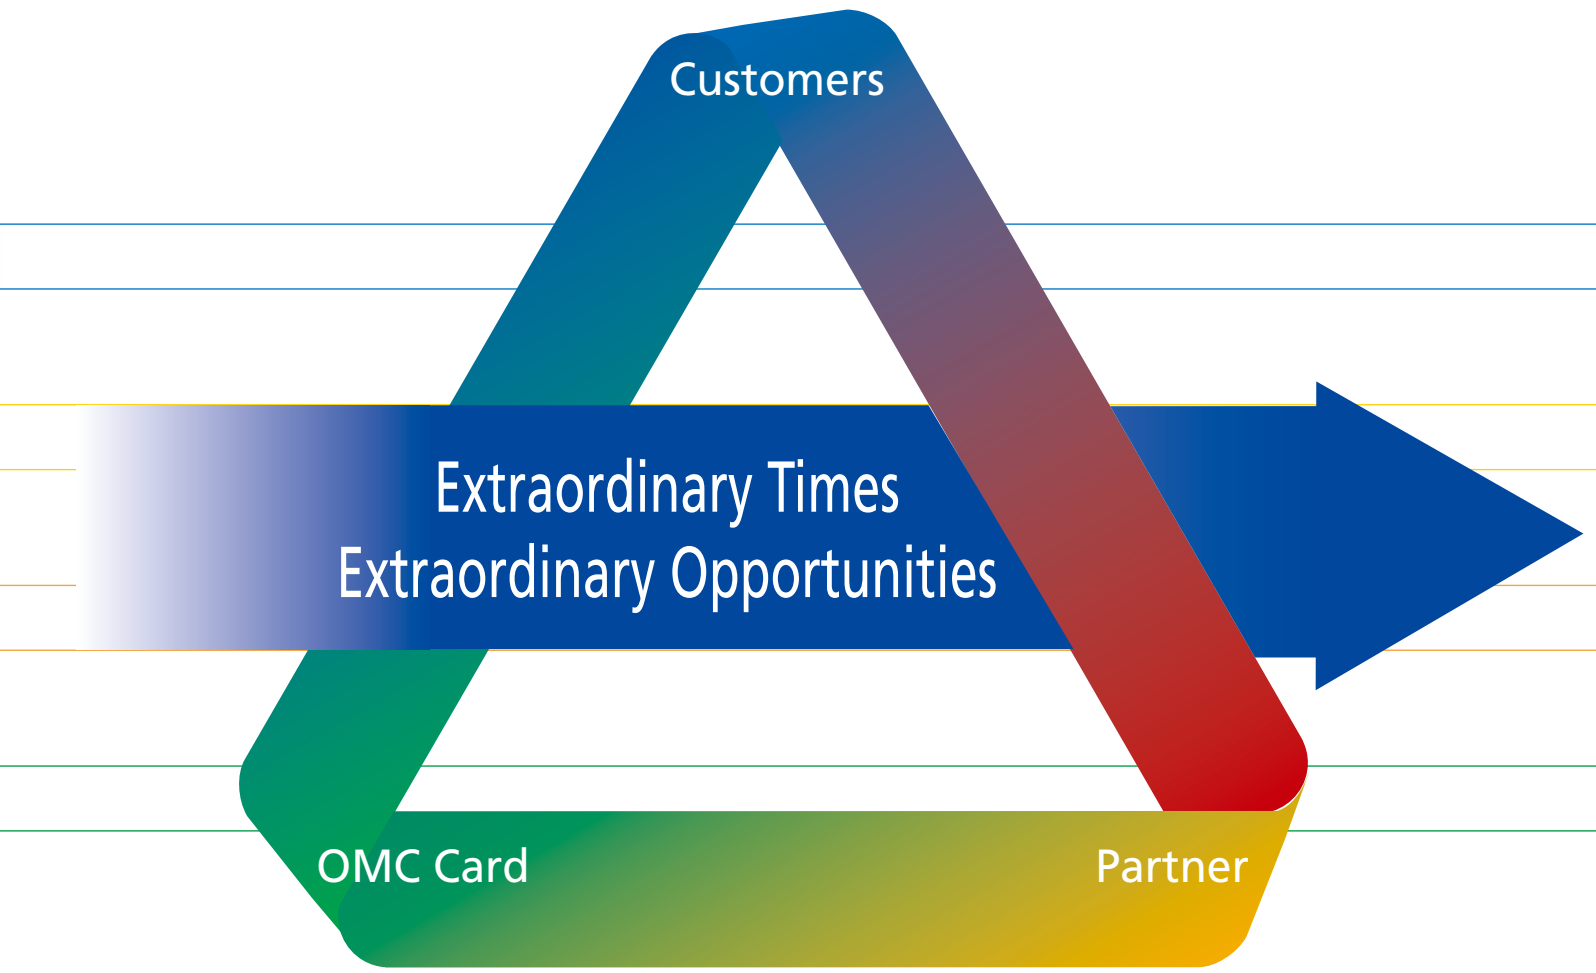 Customers
Extraordinary Times
Extraordinary Opportunities
OMC Card
Partner